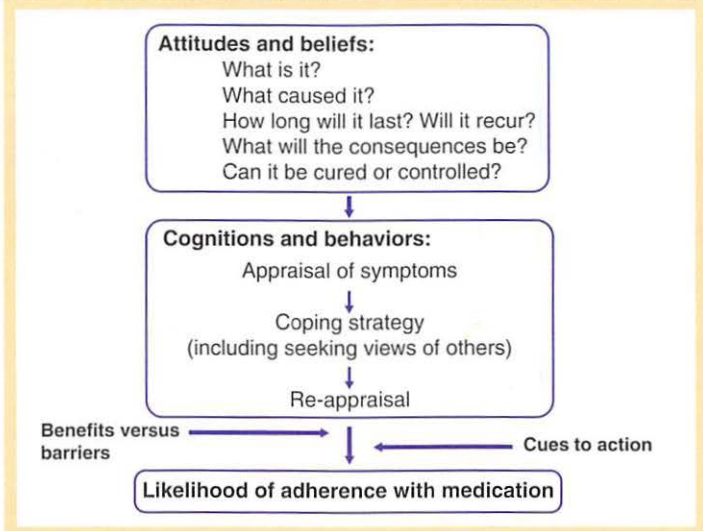 Attitudes and beliefs:
What is it?
What caused it?
How long will it last? Will it recur?
What will the consequences be?
Can it be cured or controlled?
Cognitions and behaviors:
Appraisal of symptoms
Coping strategy
(including seeking views of others)
Re-appraisal
Benefits versus
barriers
Cues to action
Likelihood of adherence with medication